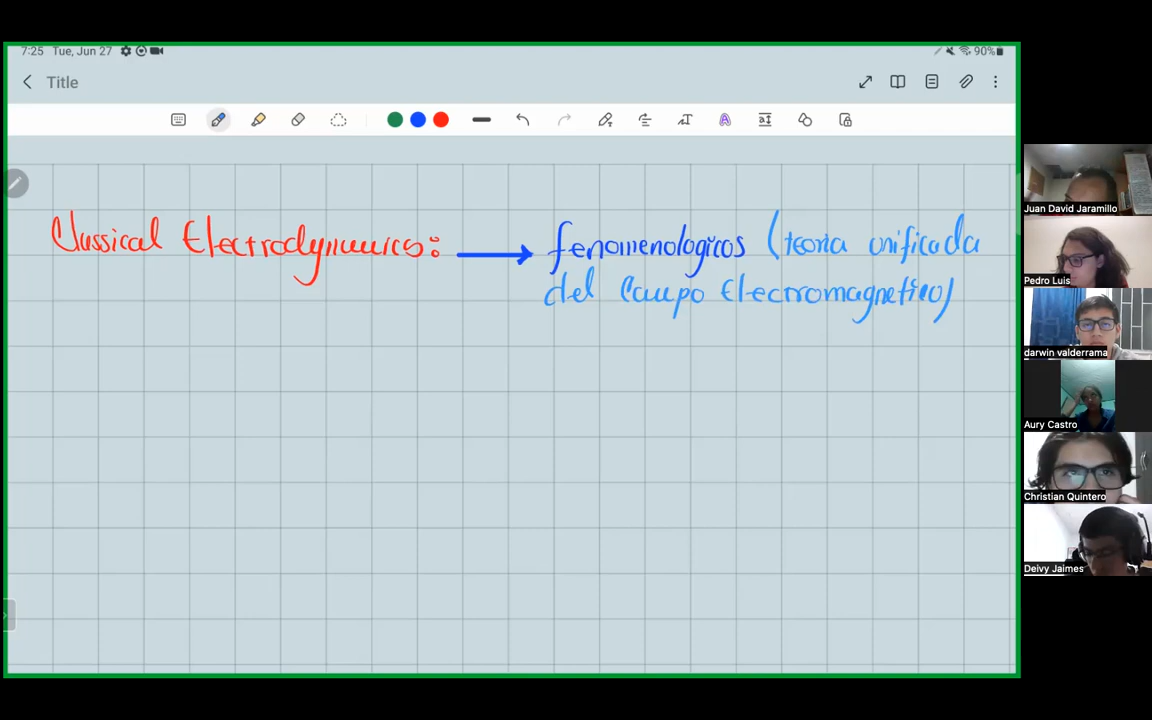 7:25 Tue, Jun 27
90%
Title
Classical Electrodynamics: → fenomenologicos (teoria unificada
del Campo Electromagnetico)
Juan David Jaramillo
Pedro Luis
darwin valderrama
Aury Castro
Christian Quintero
Deivy Jaimes